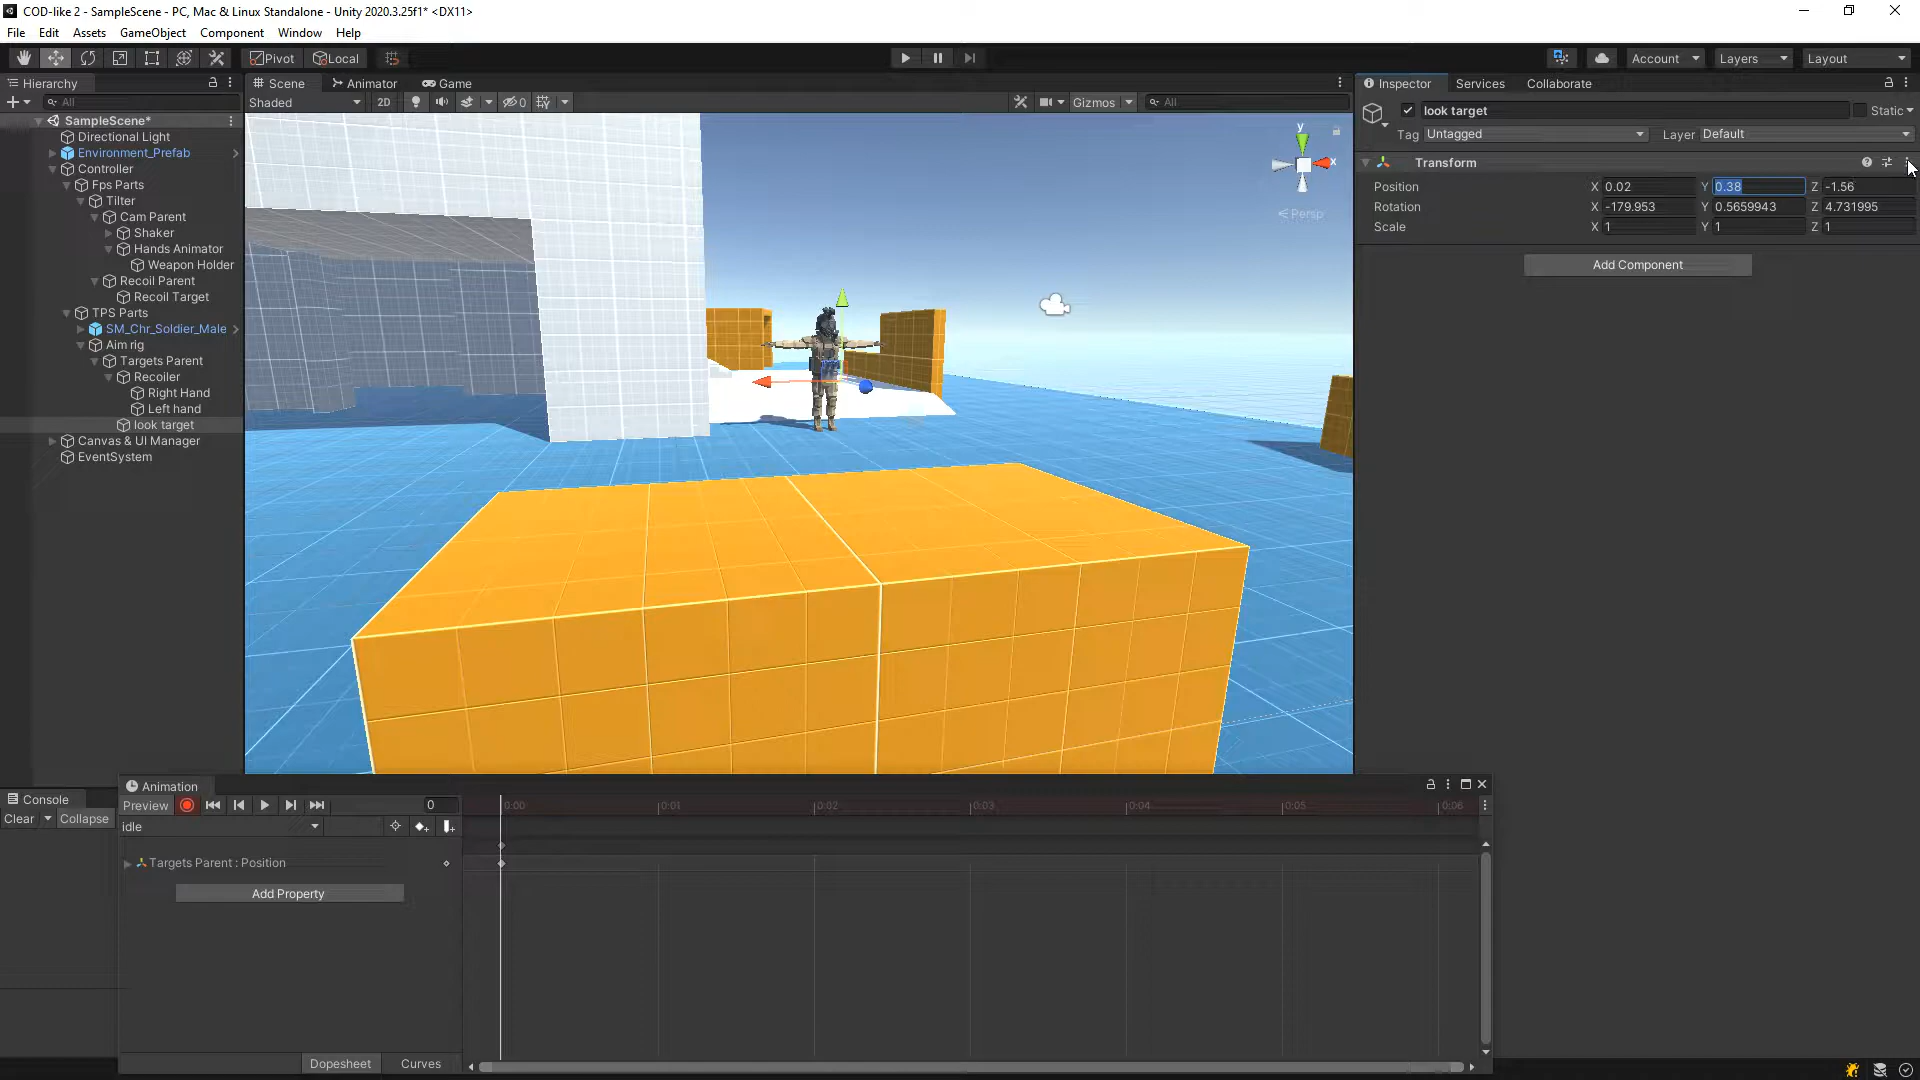 COD-like 2 - SampleScene - PC, Mac & Linux Standalone - Unity 2020.3.25f1* <DX11>
File Edit Assets GameObject Component Window Help
Pivot Local Account Layers Layout
Hierarchy Scene Animator Game Inspector Services Collaborate
All Shaded 2D 0 Gizmos All look target Static
SampleScene* Tag Untagged Layer Default
Directional Light
Environment_Prefab Transform
Controller
Fps Parts Position X 0.02 Y 0.38 Z -1.56
Tilter Rotation X -179.953 Y 0.5659943 Z 4.731995
Cam Parent Scale X 1 Y 1 Z 1
Shaker
Hands Animator
Weapon Holder Add Component
Recoil Parent
Recoil Target
TPS Parts
SM_Chr_Soldier_Male
Aim rig
Targets Parent
Recoiler
Right Hand
Left hand
look target
Canvas & UI Manager
EventSystem
y
x
Persp
Animation
Console Preview 0 0:00 0:01 0:02 0:03 0:04 0:05 0:06
Clear Collapse idle
Targets Parent : Position
Add Property
Dopesheet Curves